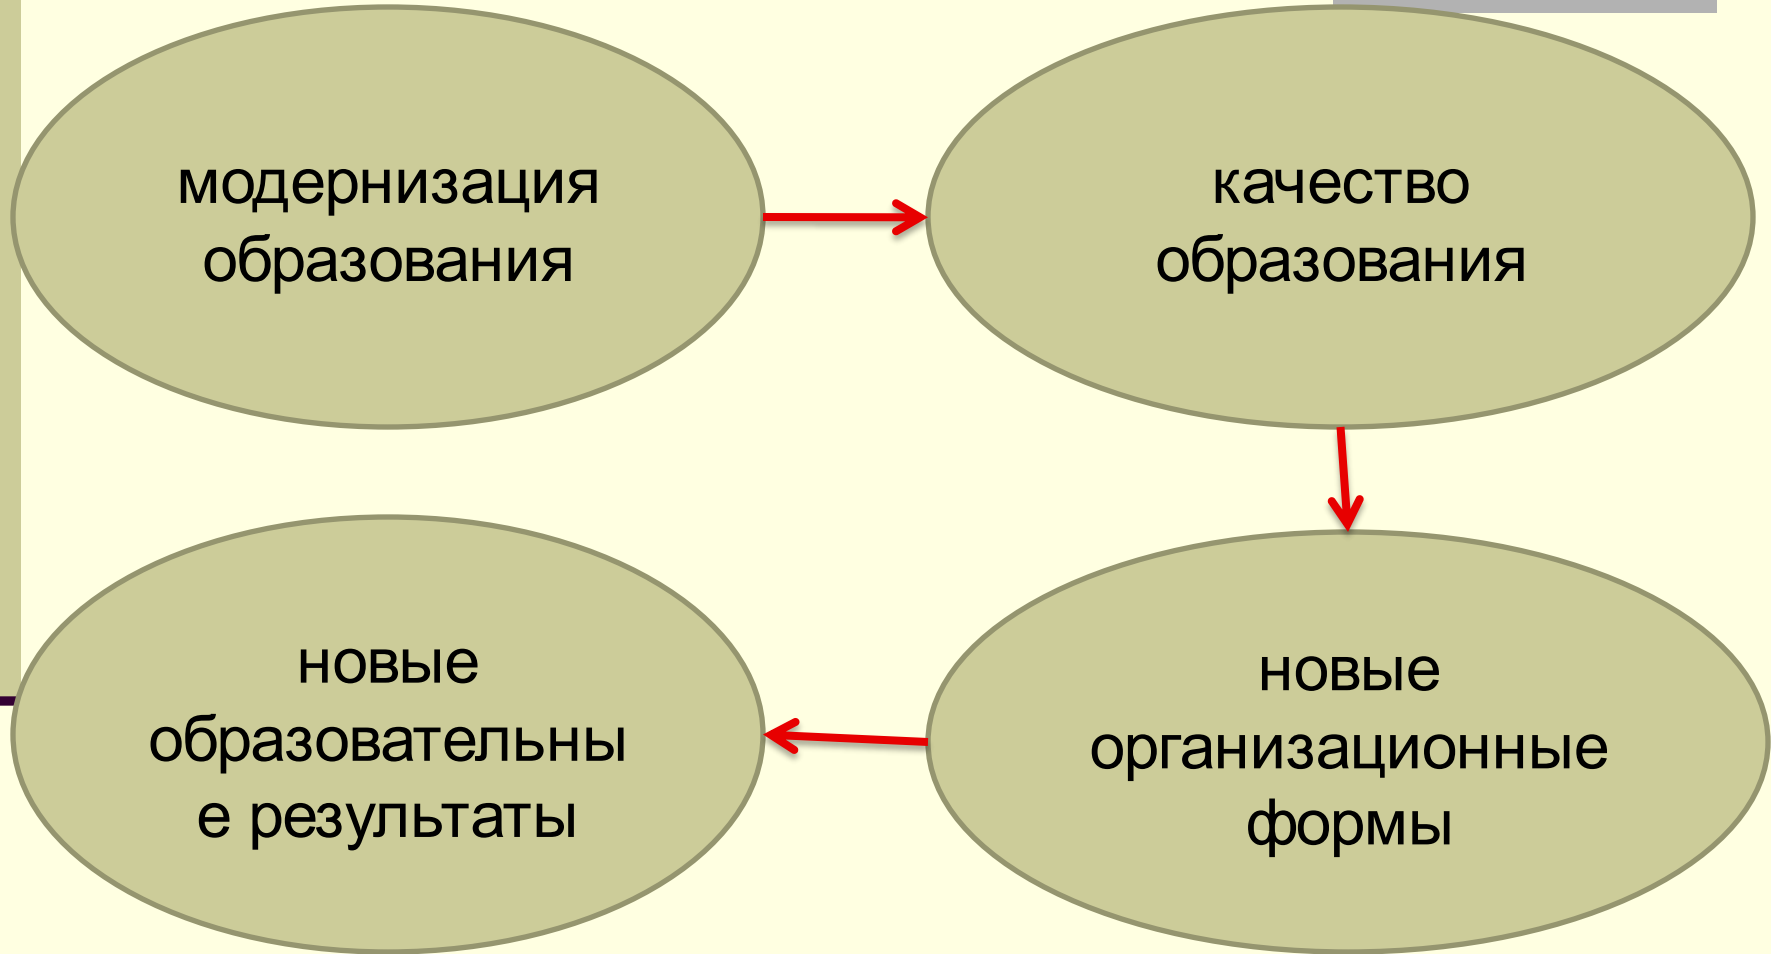 модернизация
образования
качество
образования
новые
организационные
формы
новые
образовательны
е результаты